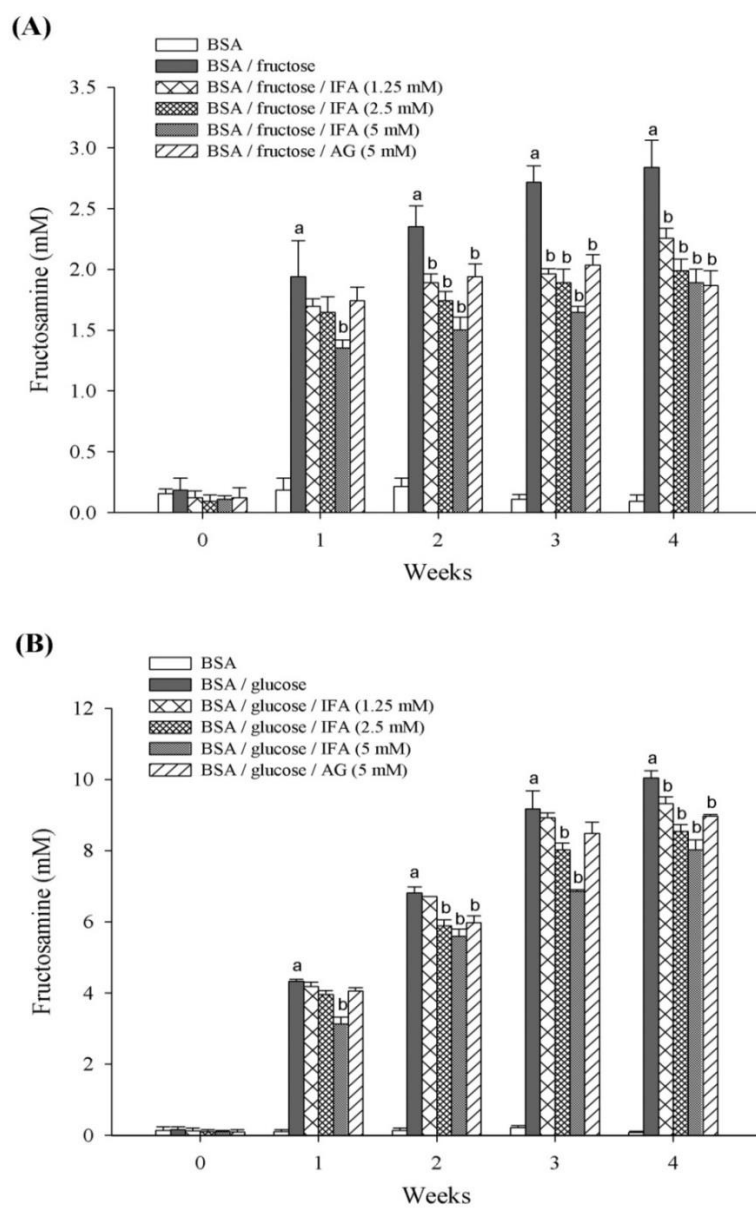 (A)
BSA
BSA / fructose
BSA / fructose / IFA (1.25 mM)
BSA / fructose / IFA (2.5 mM)
BSA / fructose / IFA (5 mM)
BSA / fructose / AG (5 mM)
3.5
3.0
2.5
2.0
1.5
1.0
0.5
0.0
Fructosamine (mM)
a
b
a
b
b
b
b
a
b
b
b
b
a
b
b
b
b
0 1 2 3 4
Weeks
(B)
BSA
BSA / glucose
BSA / glucose / IFA (1.25 mM)
BSA / glucose / IFA (2.5 mM)
BSA / glucose / IFA (5 mM)
BSA / glucose / AG (5 mM)
12
10
8
6
4
2
0
Fructosamine (mM)
a
b
a
b
b
b
a
b
b
a
b
b
b
b
0 1 2 3 4
Weeks